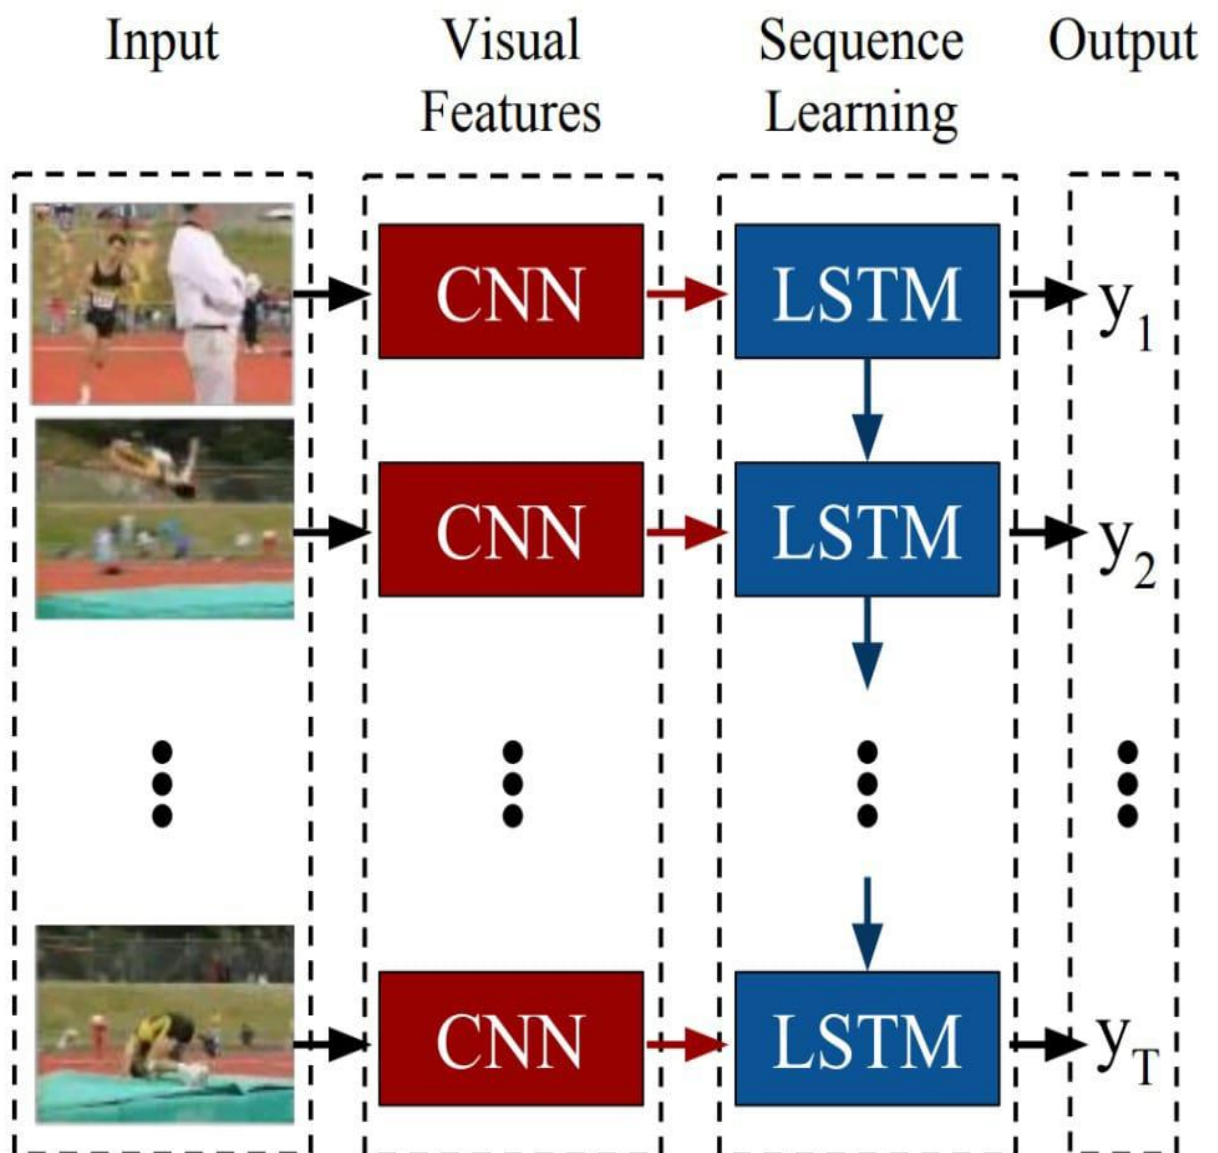 Input
Visual
Features
Sequence
Learning
Output
CNN
LSTM
y1
CNN
LSTM
y2
CNN
LSTM
yT